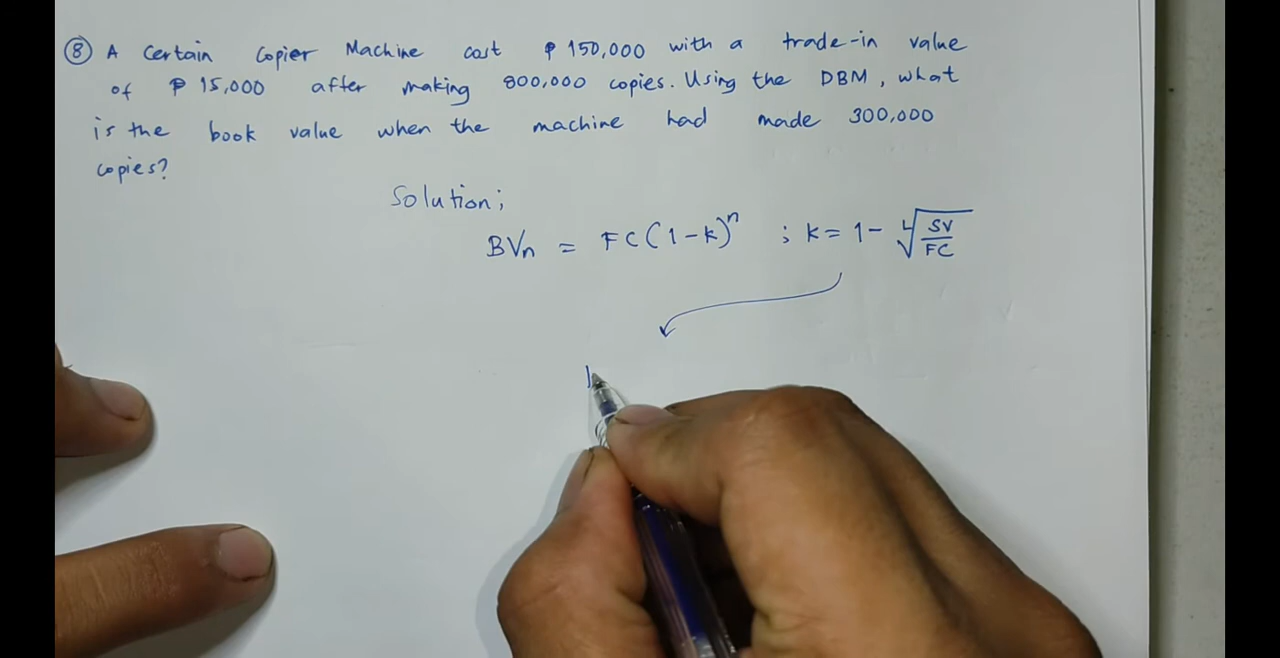 ⑧ A certain copier Machine cost ₱ 150,000 with a trade-in value
of ₱ 15,000 after making 800,000 copies. Using the DBM, what
is the book value when the machine had made 300,000
copies?
Solution;
BVn = FC(1-k)^n ; k = 1- ᴸ√(SV/FC)